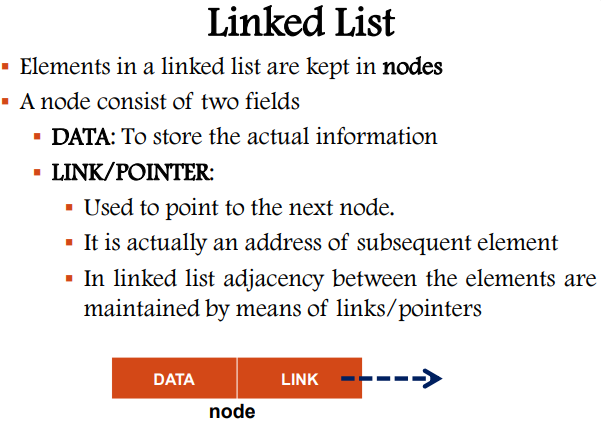 Linked List
▪ Elements in a linked list are kept in nodes
▪ A node consist of two fields
▪ DATA: To store the actual information
▪ LINK/POINTER:
▪ Used to point to the next node.
▪ It is actually an address of subsequent element
▪ In linked list adjacency between the elements are
maintained by means of links/pointers
DATA LINK
node